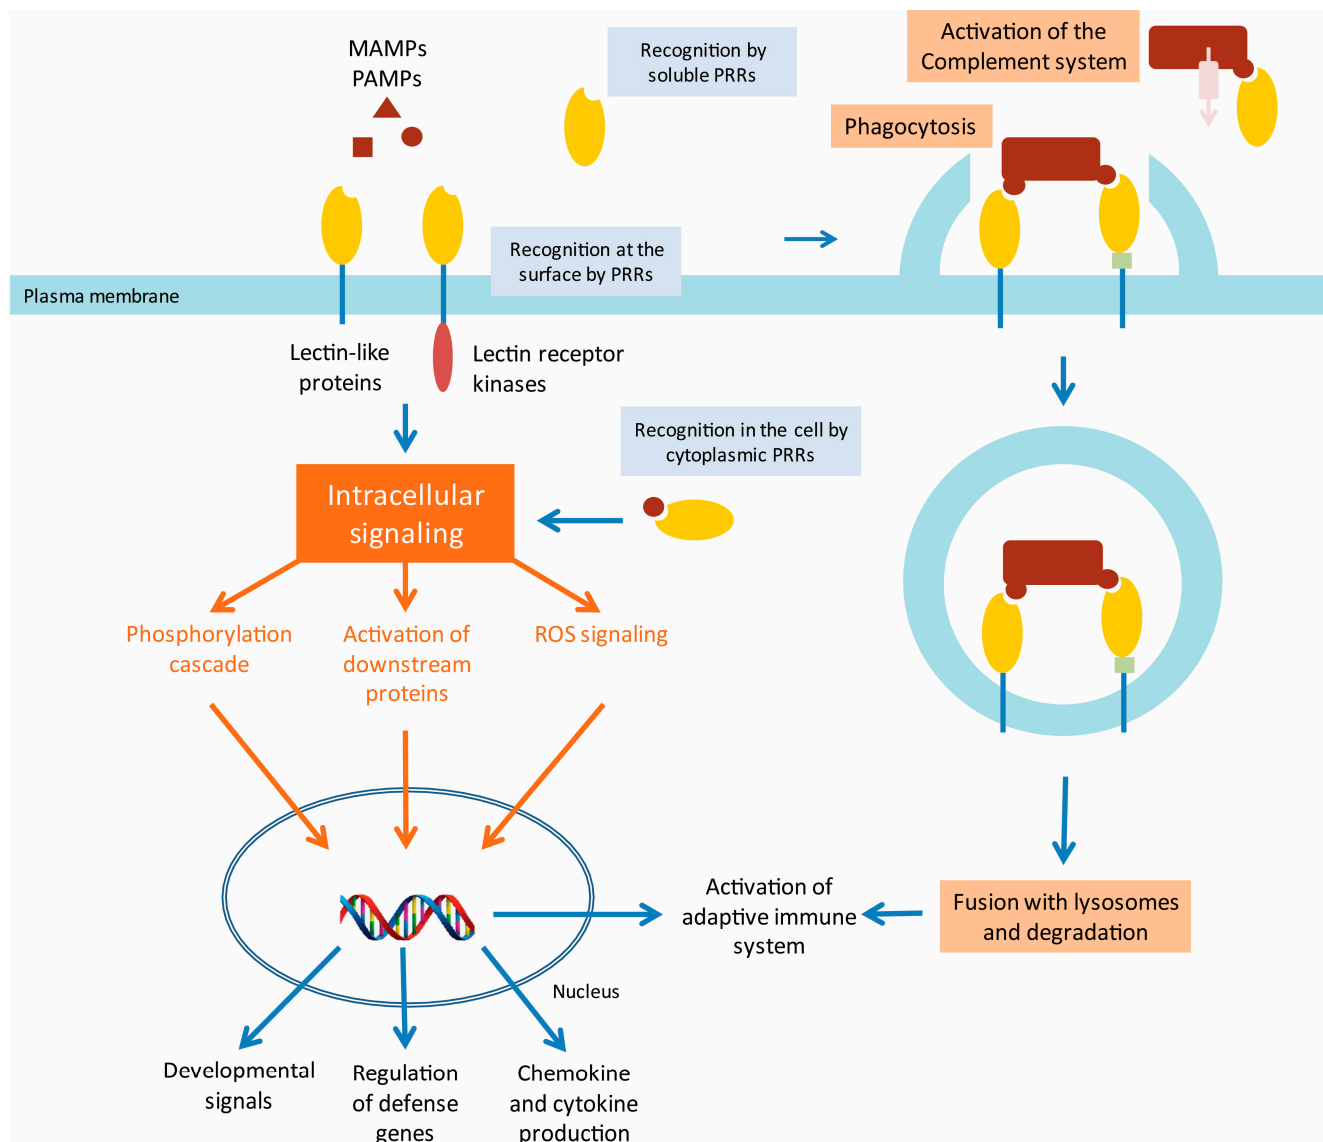 MAMPs
PAMPs
Recognition by
soluble PRRs
Activation of the
Complement system
Phagocytosis
Recognition at the
surface by PRRs
Plasma membrane
Lectin-like
proteins
Lectin receptor
kinases
Recognition in the cell by
cytoplasmic PRRs
Intracellular
signaling
Phosphorylation
cascade
Activation of
downstream
proteins
ROS signaling
Activation of
adaptive immune
system
Fusion with lysosomes
and degradation
Nucleus
Developmental
signals
Regulation
of defense
genes
Chemokine
and cytokine
production